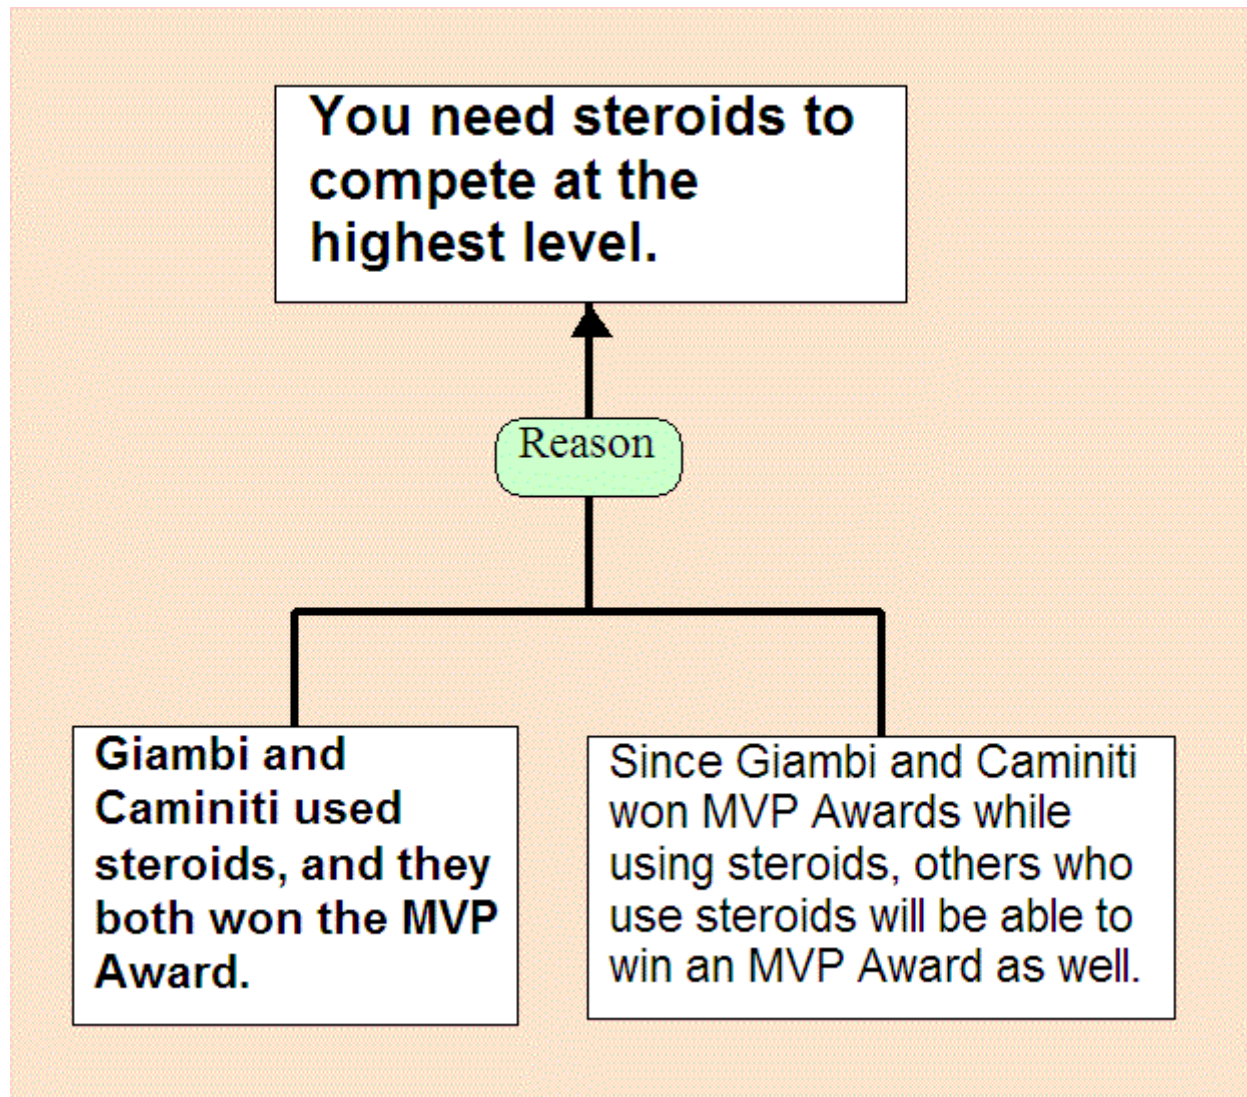 You need steroids to
compete at the
highest level.
Reason
Giambi and
Caminiti used
steroids, and they
both won the MVP
Award.
Since Giambi and Caminiti
won MVP Awards while
using steroids, others who
use steroids will be able to
win an MVP Award as well.